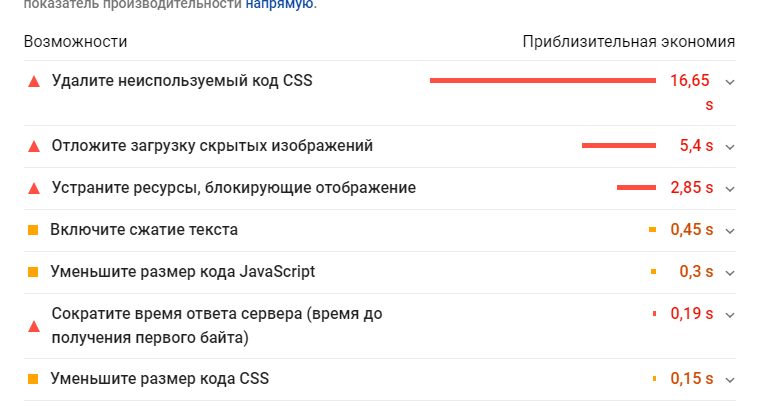 показатель производительности напрямую.
Возможности Приблизительная экономия
Удалите неиспользуемый код CSS 16,65
s
Отложите загрузку скрытых изображений 5,4 s
Устраните ресурсы, блокирующие отображение 2,85 s
Включите сжатие текста 0,45 s
Уменьшите размер кода JavaScript 0,3 s
Сократите время ответа сервера (время до 0,19 s
получения первого байта)
Уменьшите размер кода CSS 0,15 s